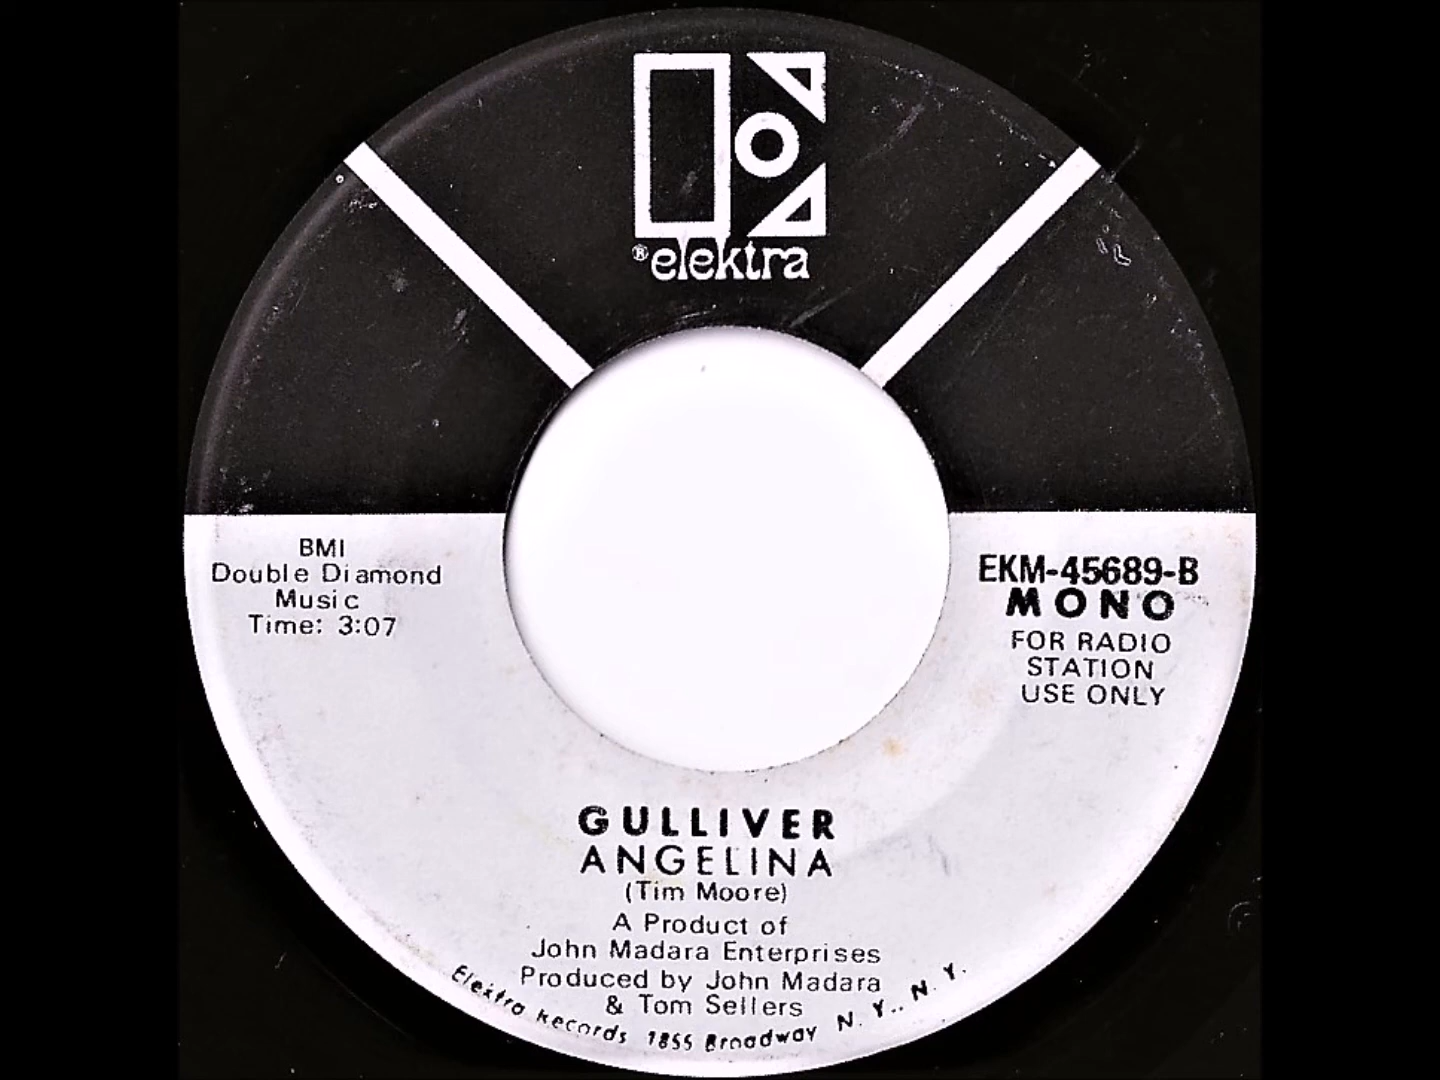 ® elektra
BMI
Double Diamond
Music
Time: 3:07
EKM-45689-B
MONO
FOR RADIO
STATION
USE ONLY
GULLIVER
ANGELINA
(Tim Moore)
A Product of
John Madara Enterprises
Produced by John Madara
& Tom Sellers
Elektra Records 1855 Broadway N. Y., N. Y.